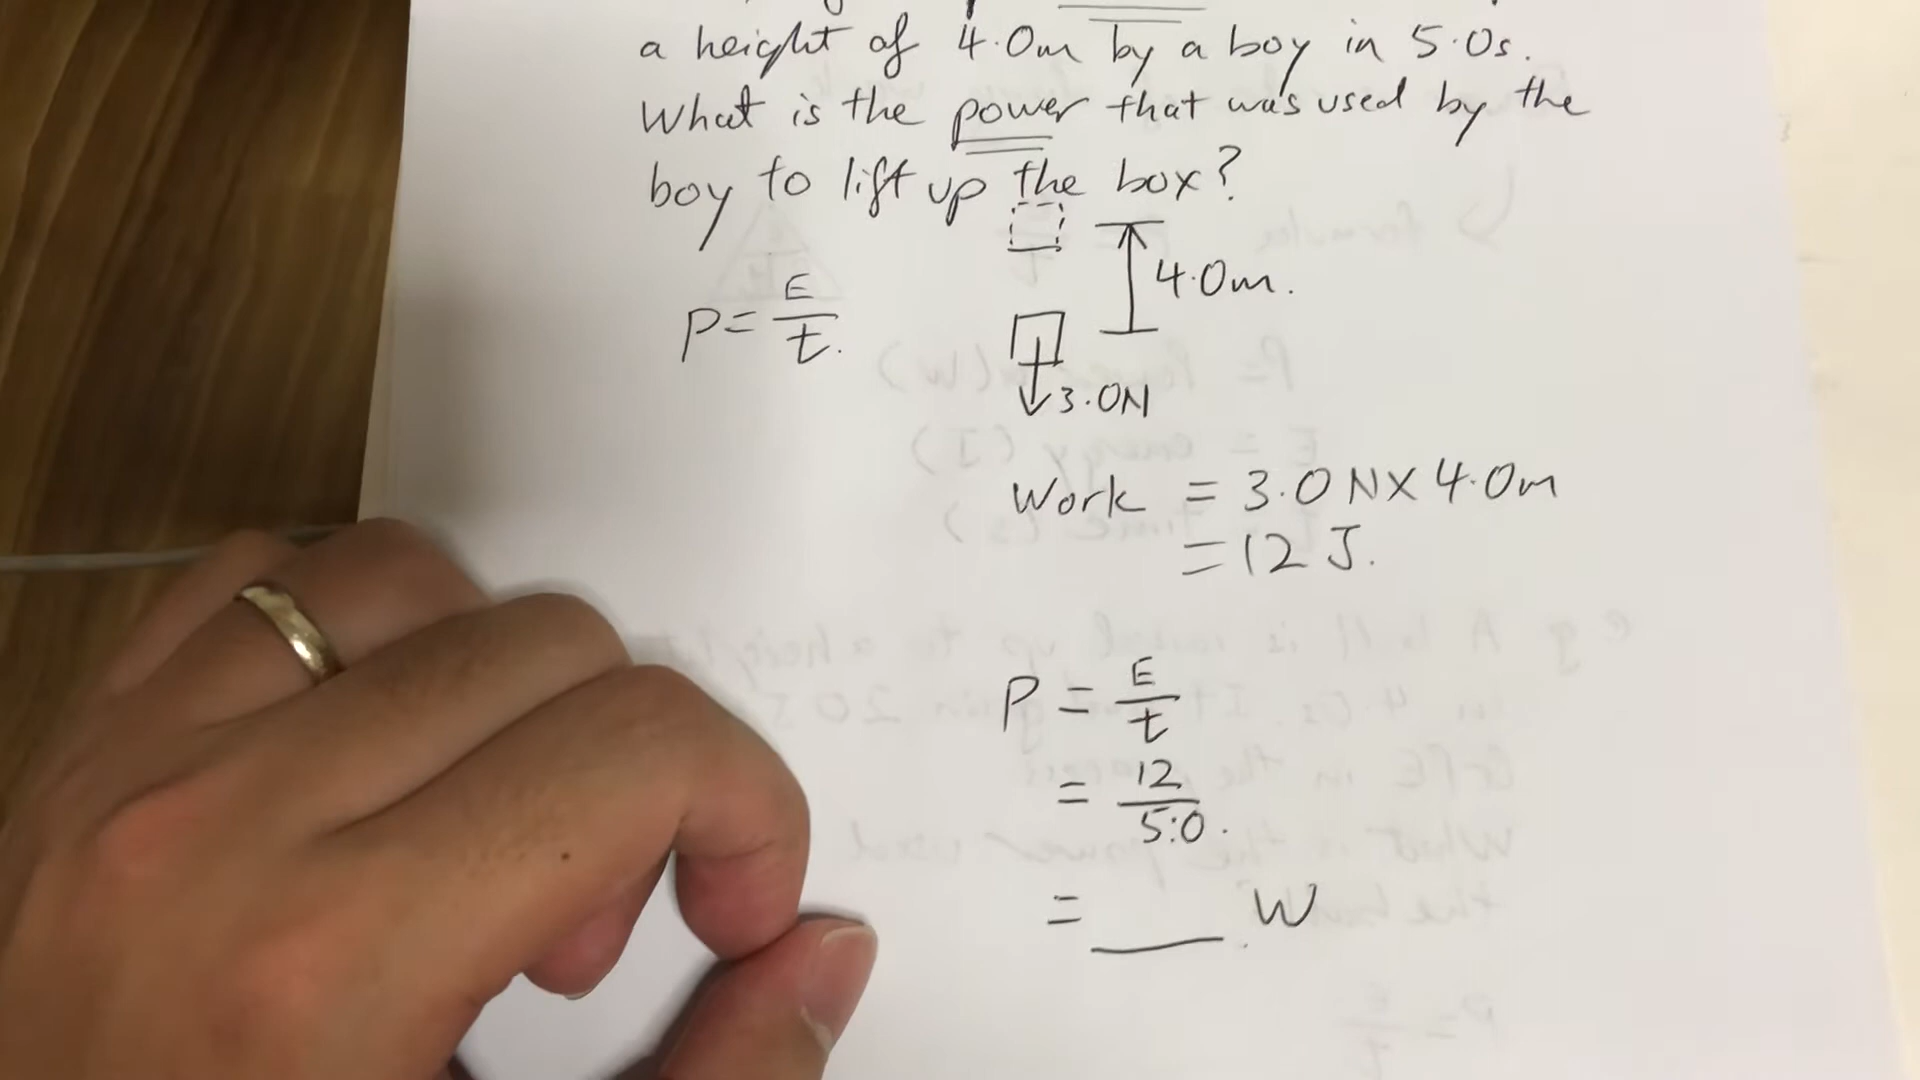 a height of 4.0m by a boy in 5.0s.
What is the power that was used by the
boy to lift up the box?
4.0m.
P = E/t.
3.0N
Work = 3.0N X 4.0m
= 12 J.
P = E/t
= 12/5.0.
= ____ W